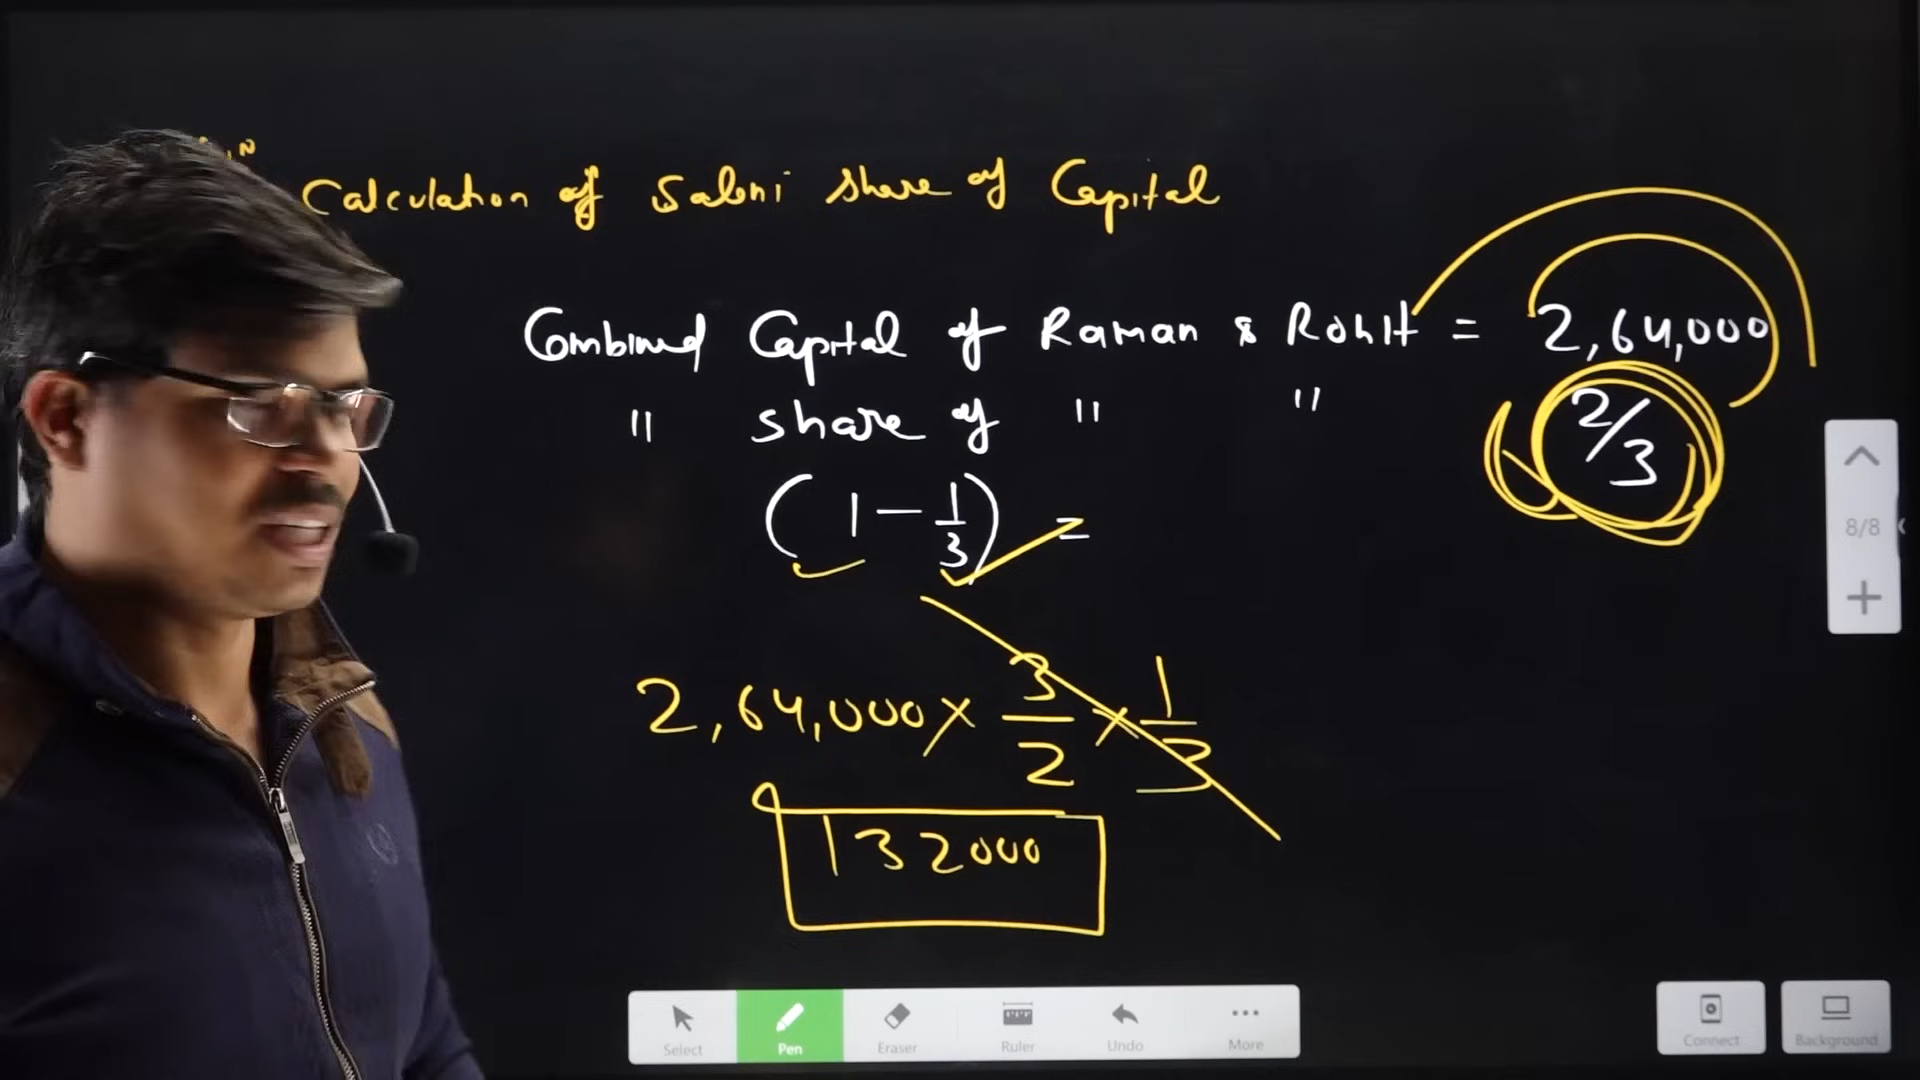 Calculation of Saloni Share of Capital
Combined Capital of Raman & Rohit = 2,64,000
" share of " " 2/3
(1 - 1/3) =
2,64,000 x 3/2 x 1/3
132000
8/8
Select Pen Eraser Ruler Undo More
Connect Background